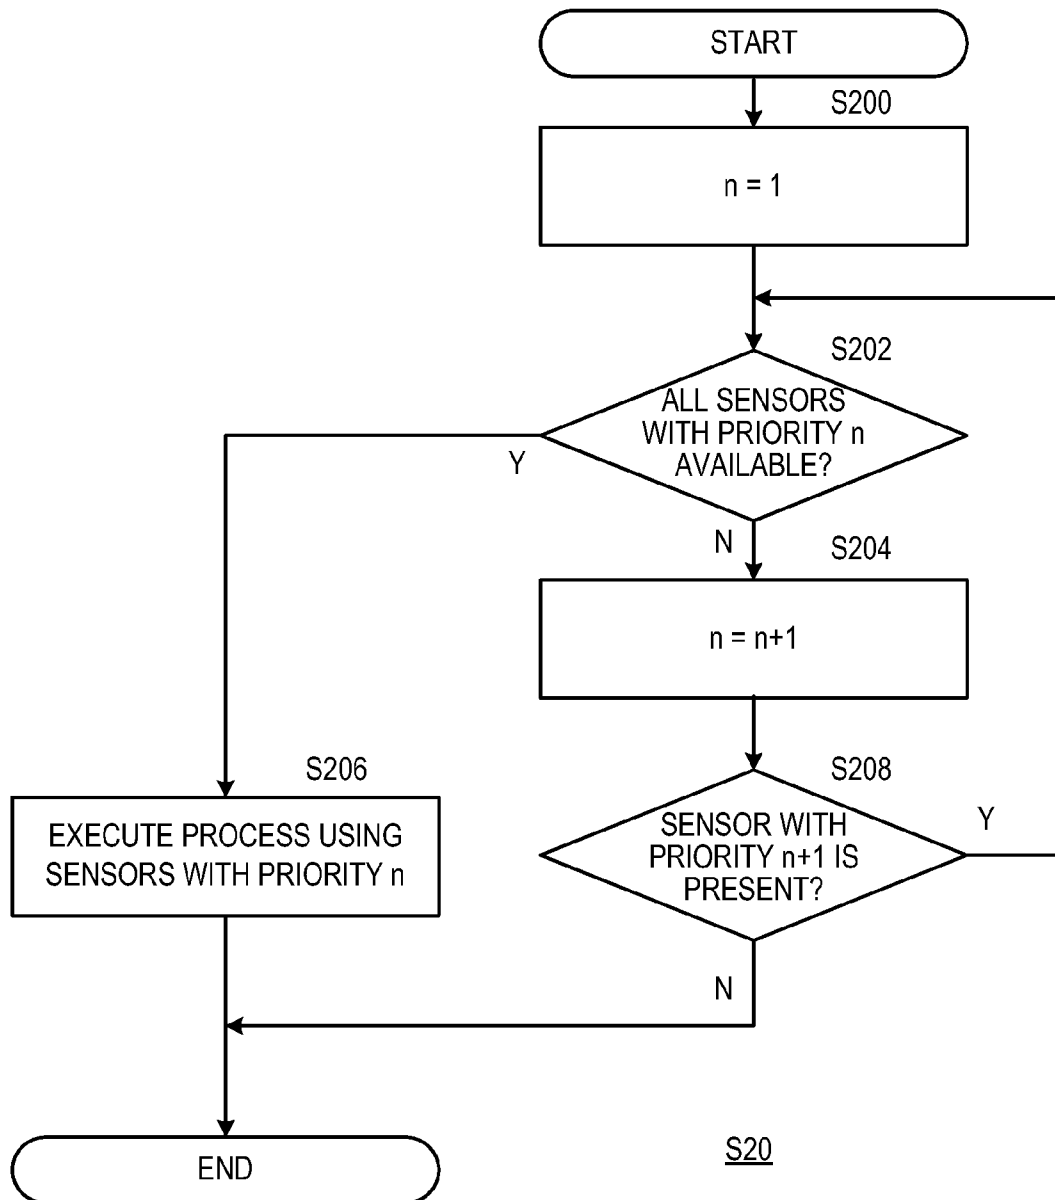 START
S200
n = 1
S202
ALL SENSORS
WITH PRIORITY n
AVAILABLE?
Y
N
S204
n = n+1
S206
EXECUTE PROCESS USING
SENSORS WITH PRIORITY n
S208
SENSOR WITH
PRIORITY n+1 IS
PRESENT?
Y
N
END
S20